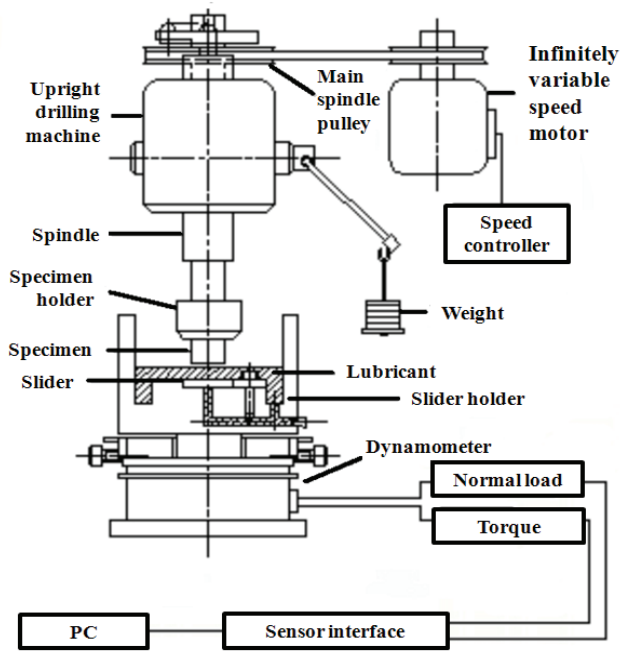 Upright
drilling
machine
Main
spindle
pulley
Infinitely
variable
speed
motor
Speed
controller
Spindle
Specimen
holder
Weight
Specimen
Slider
Lubricant
Slider holder
Dynamometer
Normal load
Torque
PC
Sensor interface